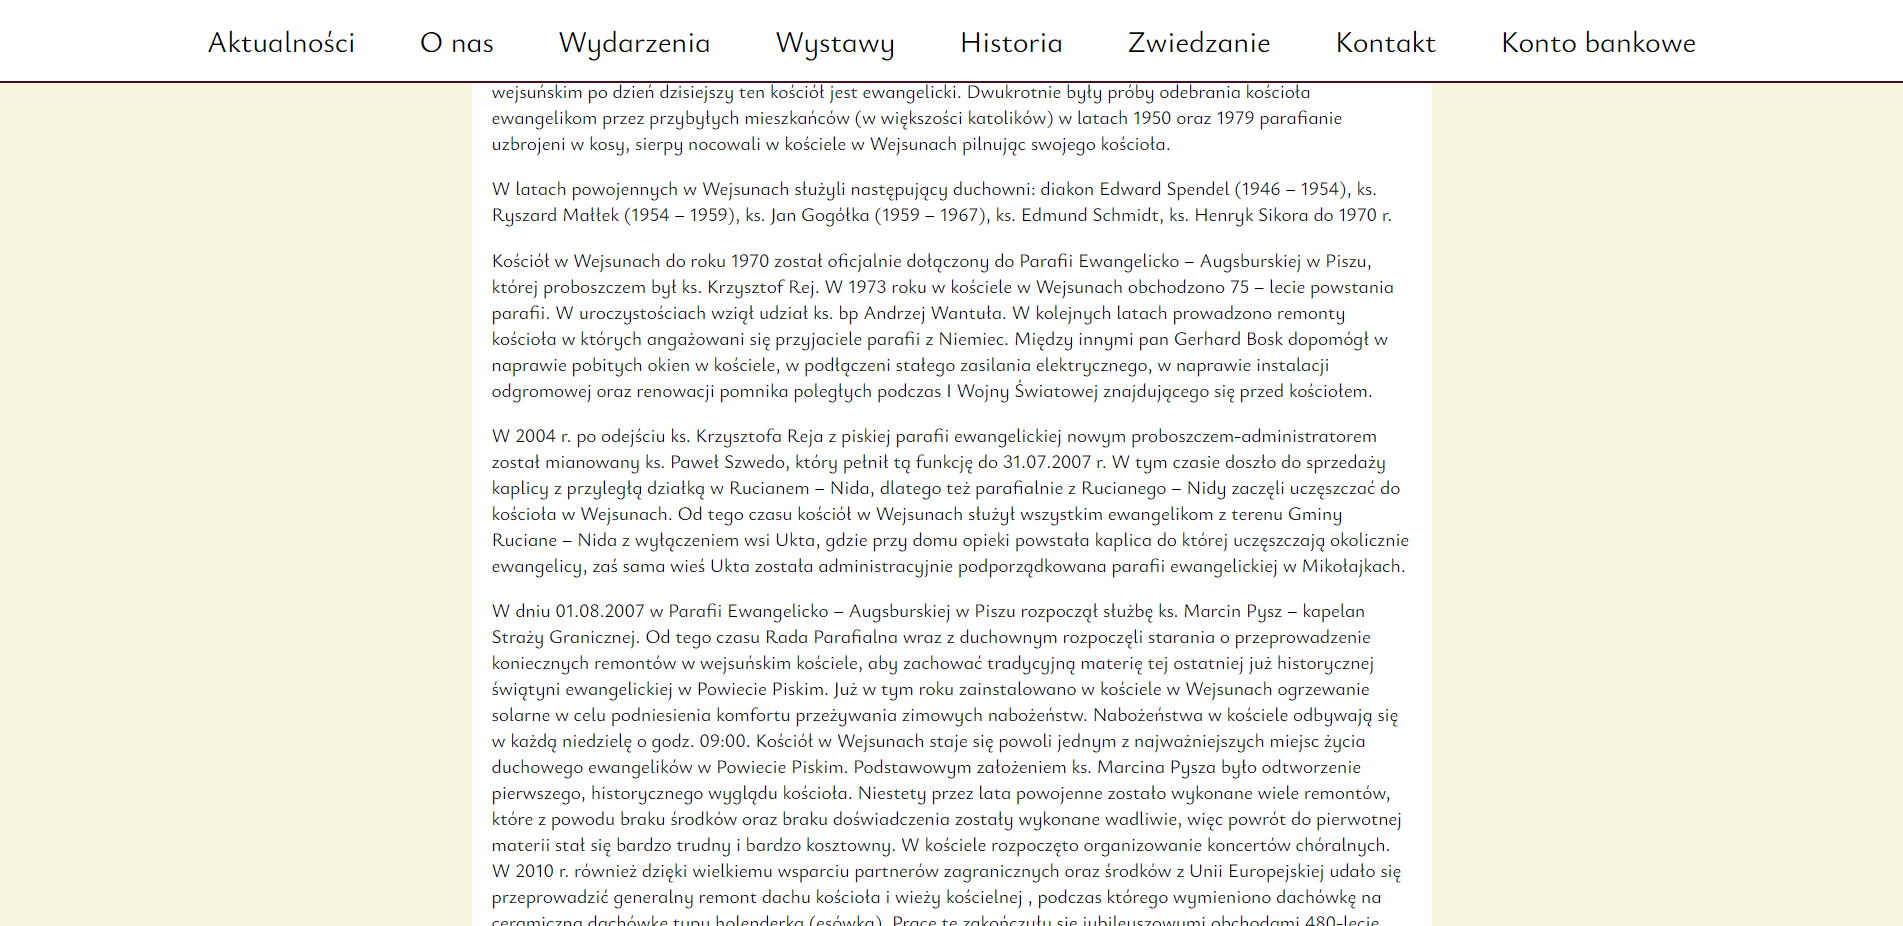 Aktualności O nas Wydarzenia Wystawy Historia Zwiedzanie Kontakt Konto bankowe
wejsuńskim po dzień dzisiejszy ten kościół jest ewangelicki. Dwukrotnie były próby odebrania kościoła
ewangelikom przez przybyłych mieszkańców (w większości katolików) w latach 1950 oraz 1979 parafianie
uzbrojeni w kosy, sierpy nocowali w kościele w Wejsunach pilnując swojego kościoła.
W latach powojennych w Wejsunach służyli następujący duchowni: diakon Edward Spendel (1946 – 1954), ks.
Ryszard Małłek (1954 – 1959), ks. Jan Gogółka (1959 – 1967), ks. Edmund Schmidt, ks. Henryk Sikora do 1970 r.
Kościół w Wejsunach do roku 1970 został oficjalnie dołączony do Parafii Ewangelicko – Augsburskiej w Piszu,
której proboszczem był ks. Krzysztof Rej. W 1973 roku w kościele w Wejsunach obchodzono 75 – lecie powstania
parafii. W uroczystościach wziął udział ks. bp Andrzej Wantuła. W kolejnych latach prowadzono remonty
kościoła w których angażowani się przyjaciele parafii z Niemiec. Między innymi pan Gerhard Bosk dopomógł w
naprawie pobitych okien w kościele, w podłączeni stałego zasilania elektrycznego, w naprawie instalacji
odgromowej oraz renowacji pomnika poległych podczas I Wojny Światowej znajdującego się przed kościołem.
W 2004 r. po odejściu ks. Krzysztofa Reja z piskiej parafii ewangelickiej nowym proboszczem-administratorem
został mianowany ks. Paweł Szwedo, który pełnił tą funkcję do 31.07.2007 r. W tym czasie doszło do sprzedaży
kaplicy z przyległą działką w Rucianem – Nida, dlatego też parafialnie z Rucianego – Nidy zaczęli uczęszczać do
kościoła w Wejsunach. Od tego czasu kościół w Wejsunach służył wszystkim ewangelikom z terenu Gminy
Ruciane – Nida z wyłączeniem wsi Ukta, gdzie przy domu opieki powstała kaplica do której uczęszczają okolicznie
ewangelicy, zaś sama wieś Ukta została administracyjnie podporządkowana parafii ewangelickiej w Mikołajkach.
W dniu 01.08.2007 w Parafii Ewangelicko – Augsburskiej w Piszu rozpoczął służbę ks. Marcin Pysz – kapelan
Straży Granicznej. Od tego czasu Rada Parafialna wraz z duchownym rozpoczęli starania o przeprowadzenie
koniecznych remontów w wejsuńskim kościele, aby zachować tradycyjną materię tej ostatniej już historycznej
świątyni ewangelickiej w Powiecie Piskim. Już w tym roku zainstalowano w kościele w Wejsunach ogrzewanie
solarne w celu podniesienia komfortu przeżywania zimowych nabożeństw. Nabożeństwa w kościele odbywają się
w każdą niedzielę o godz. 09:00. Kościół w Wejsunach staje się powoli jednym z najważniejszych miejsc życia
duchowego ewangelików w Powiecie Piskim. Podstawowym założeniem ks. Marcina Pysza było odtworzenie
pierwszego, historycznego wyglądu kościoła. Niestety przez lata powojenne zostało wykonane wiele remontów,
które z powodu braku środków oraz braku doświadczenia zostały wykonane wadliwie, więc powrót do pierwotnej
materii stał się bardzo trudny i bardzo kosztowny. W kościele rozpoczęto organizowanie koncertów chóralnych.
W 2010 r. również dzięki wielkiemu wsparciu partnerów zagranicznych oraz środków z Unii Europejskiej udało się
przeprowadzić generalny remont dachu kościoła i wieży kościelnej , podczas którego wymieniono dachówkę na
ceramiczną dachówkę typu holenderka (esówka). Prace te zakończyły się jubileuszowymi obchodami 480-lecie